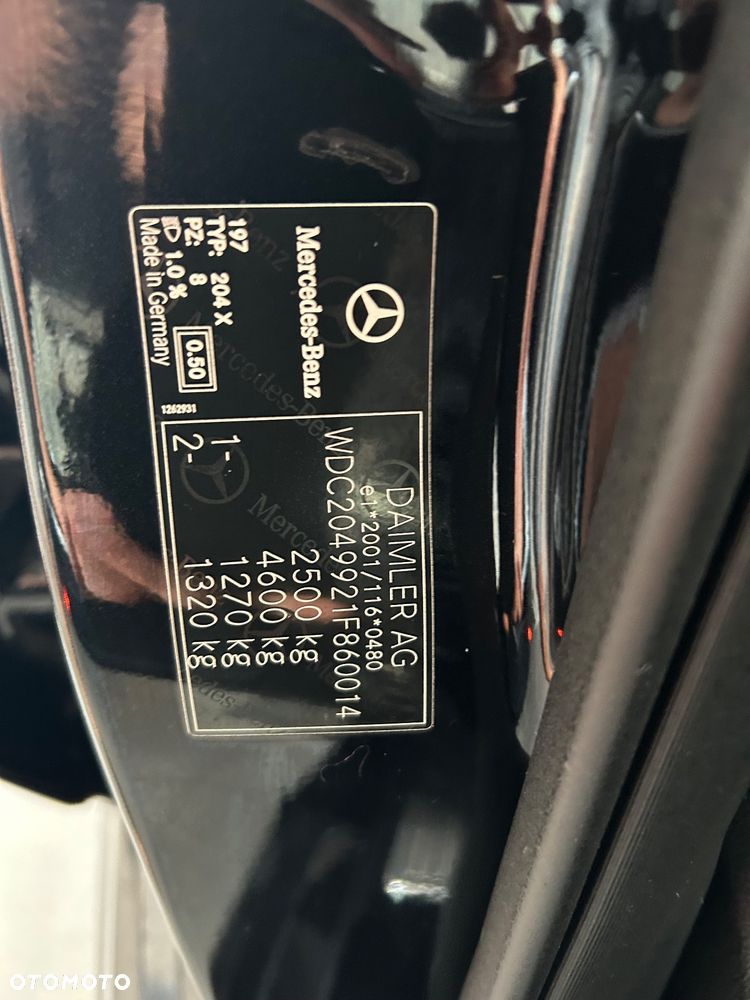 Mercedes-Benz
197
TYP: 204 X
PZ: 8
1.0 %
0.50
Made in Germany
1262931
DAIMLER AG
e1*2001/116*0480
WDC2049921F860014
2500 kg
4600 kg
1- 1270 kg
2- 1320 kg
OTOMOTO